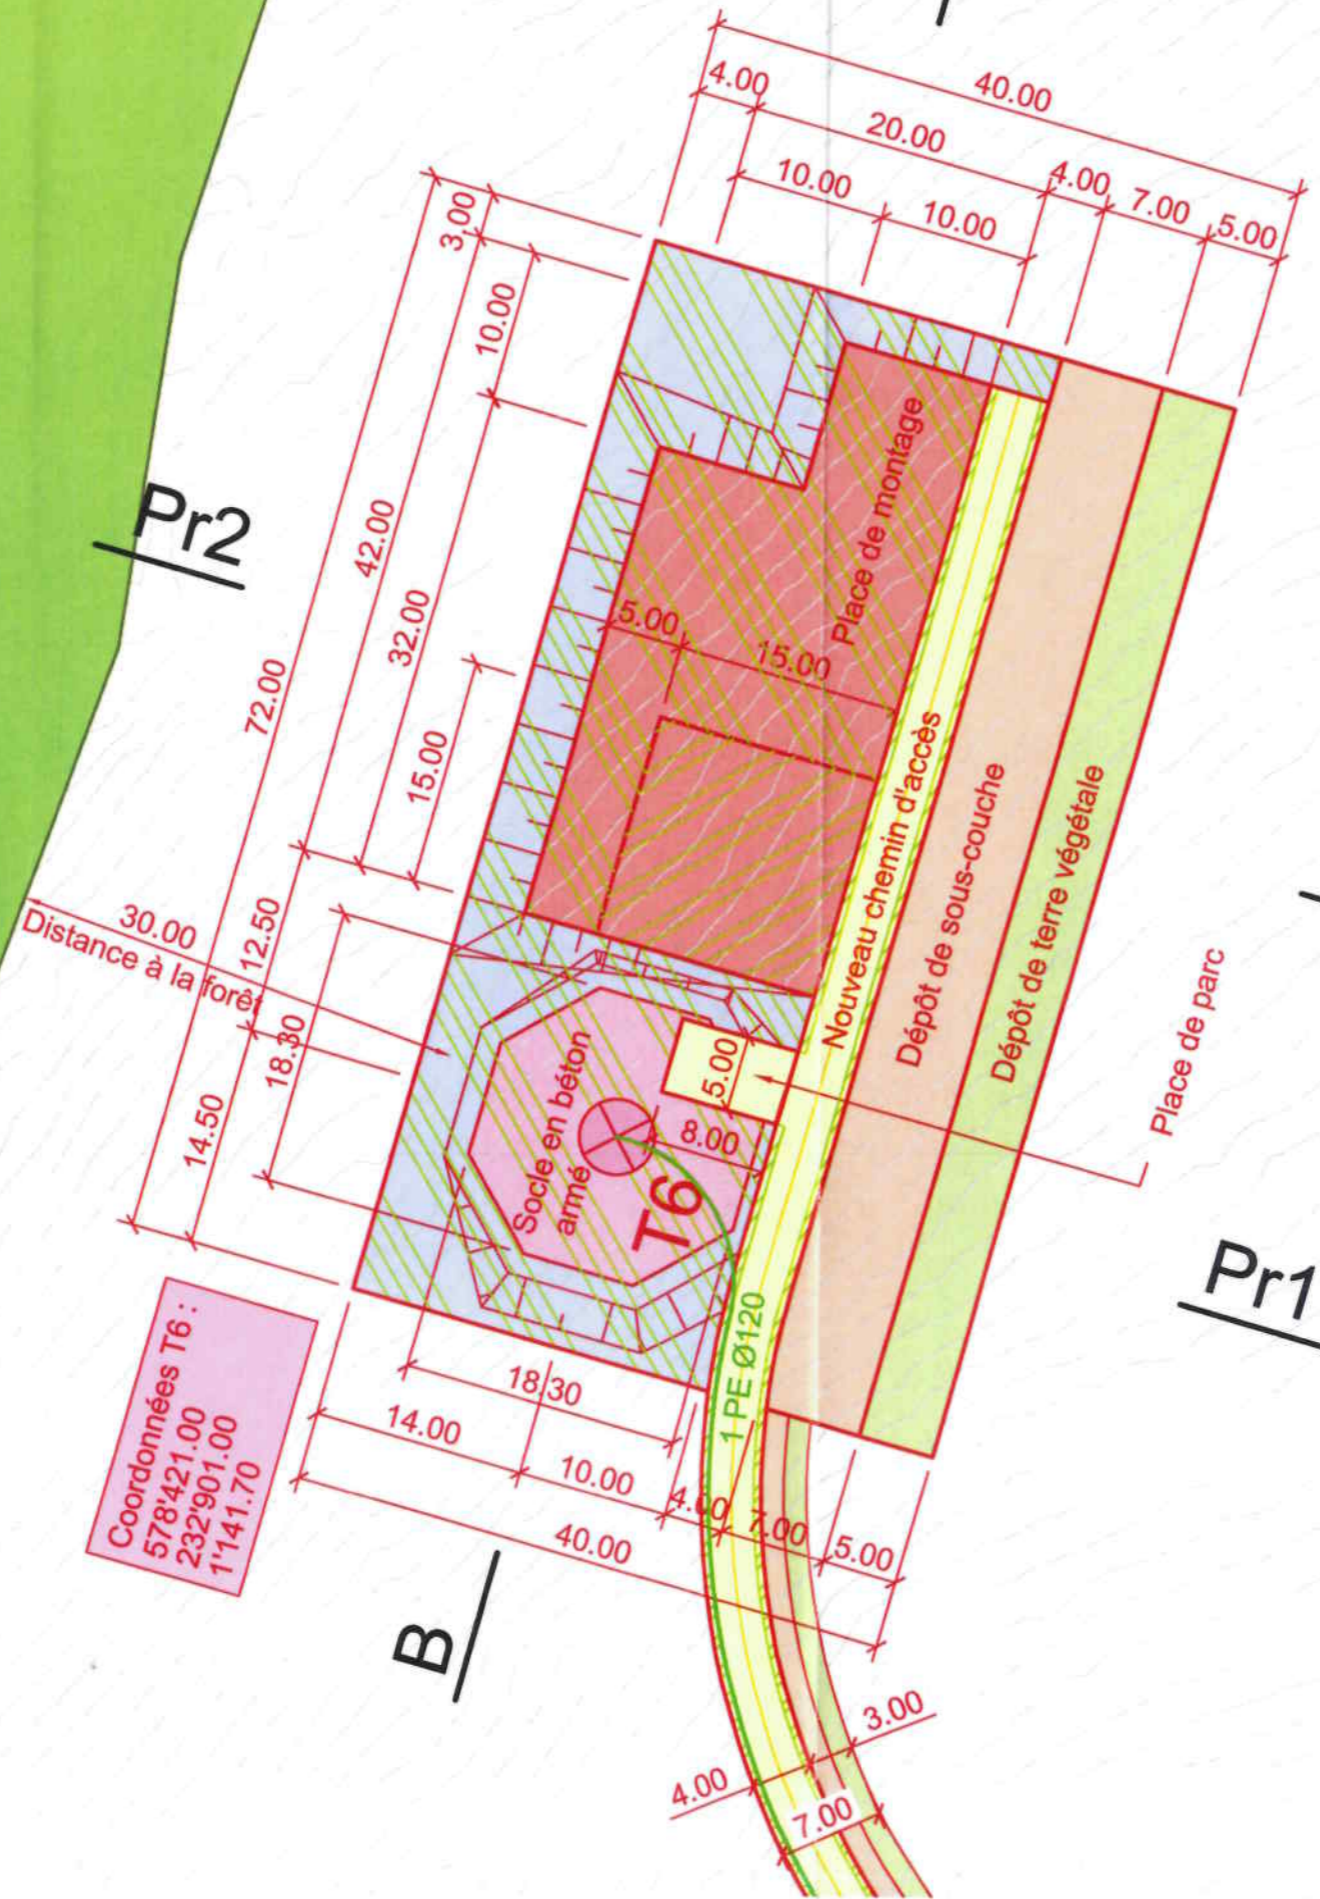 40.00
4.00
20.00
10.00
10.00
4.00
7.00
5.00
3.00
10.00
42.00
32.00
72.00
15.00
Pr2
Place de montage
5.00
15.00
Nouveau chemin d'accès
Dépôt de sous-couche
Dépôt de terre végétale
Place de parc
30.00
Distance à la forêt
12.50
18.30
14.50
Socle en béton
armé
T6
5.00
8.00
1 PE Ø120
Pr1
Coordonnées T6 :
578'421.00
232'901.00
1'141.70
18.30
14.00
10.00
4.00
7.00
5.00
40.00
B
3.00
4.00
7.00